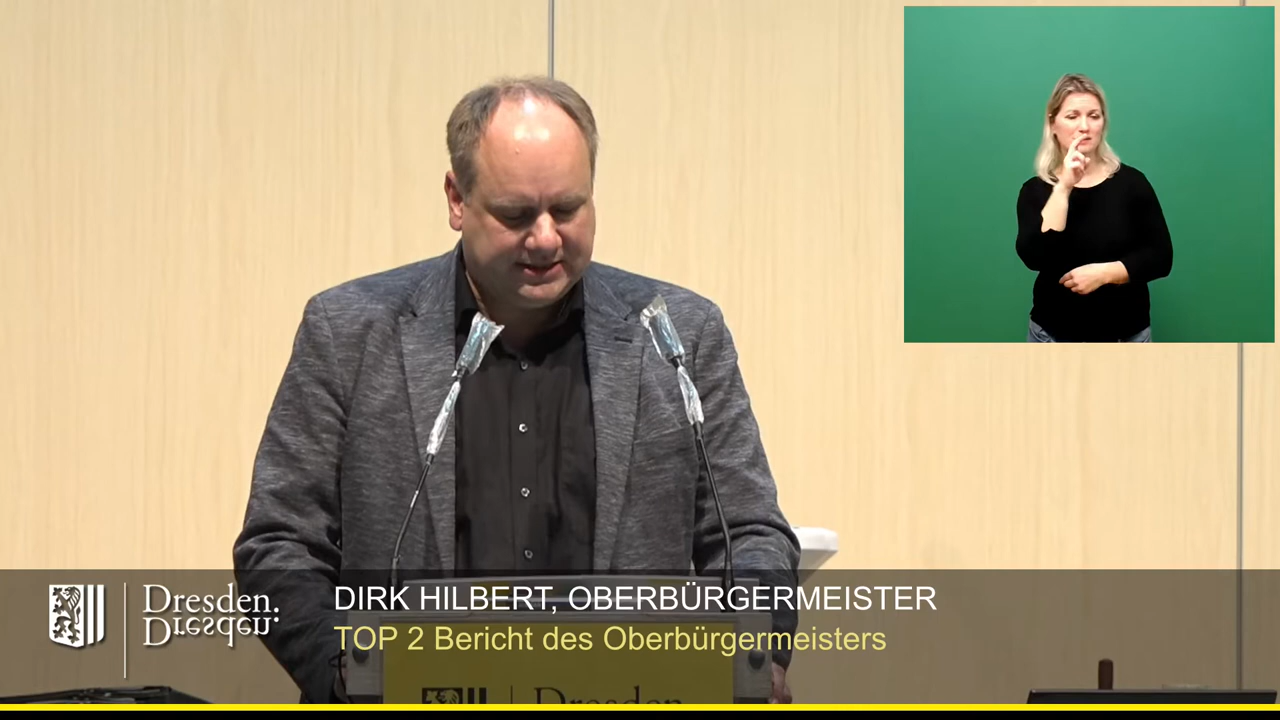 Dresden.
Dresden.
DIRK HILBERT, OBERBÜRGERMEISTER
TOP 2 Bericht des Oberbürgermeisters
Dresden.